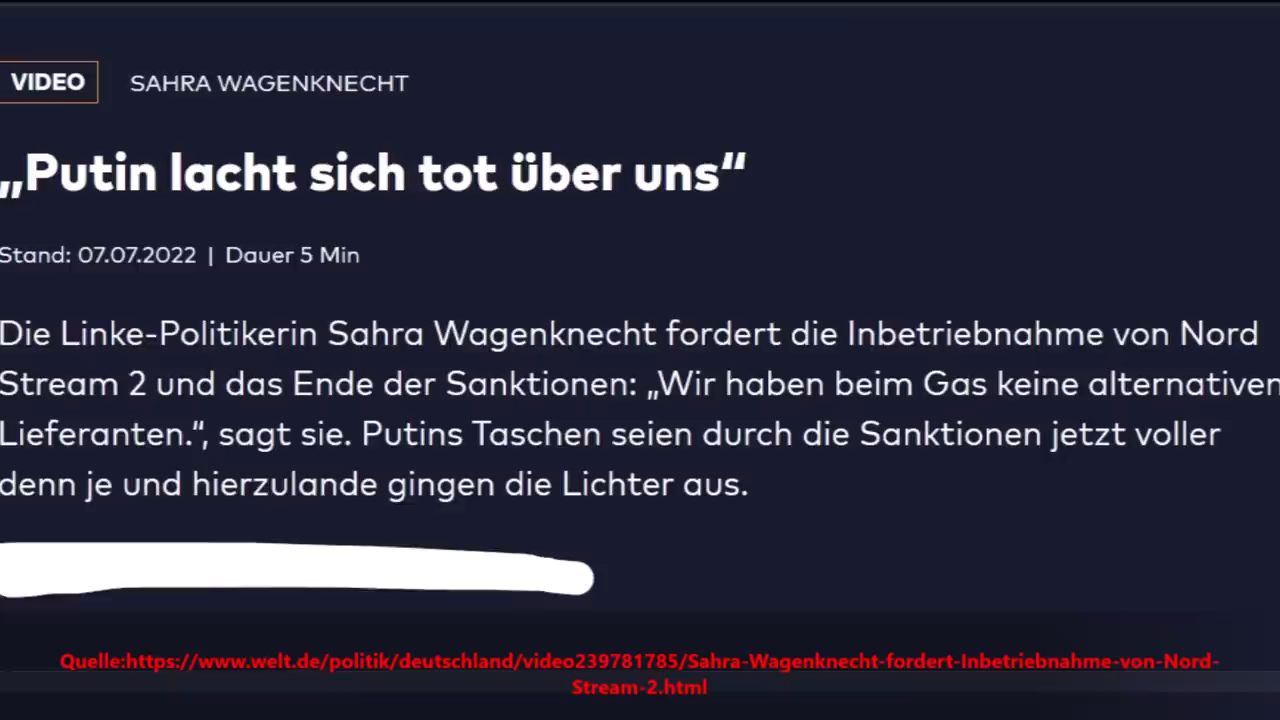 VIDEO SAHRA WAGENKNECHT
„Putin lacht sich tot über uns“
Stand: 07.07.2022 | Dauer 5 Min
Die Linke-Politikerin Sahra Wagenknecht fordert die Inbetriebnahme von Nord
Stream 2 und das Ende der Sanktionen: „Wir haben beim Gas keine alternativen
Lieferanten.“, sagt sie. Putins Taschen seien durch die Sanktionen jetzt voller
denn je und hierzulande gingen die Lichter aus.
Quelle:https://www.welt.de/politik/deutschland/video239781785/Sahra-Wagenknecht-fordert-Inbetriebnahme-von-Nord-
Stream-2.html